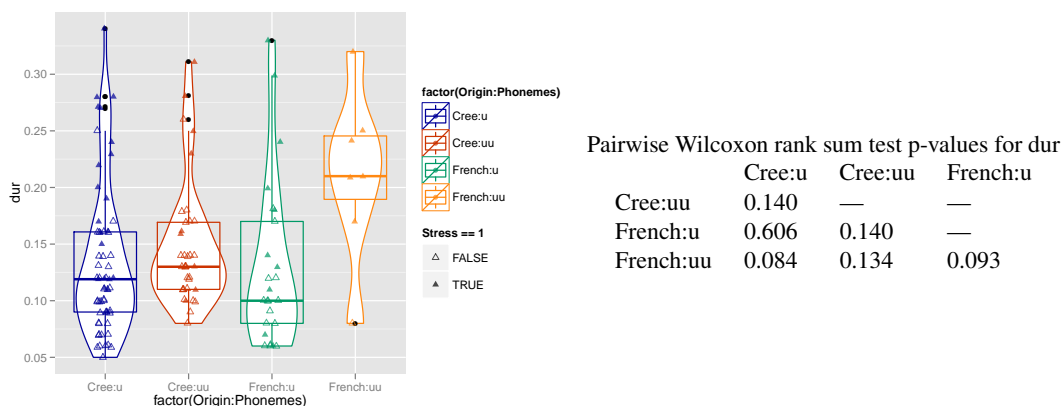 dur
0.30
0.25
0.20
0.15
0.10
0.05
Cree:u Cree:uu French:u French:uu
factor(Origin:Phonemes)
factor(Origin:Phonemes)
Cree:u
Cree:uu
French:u
French:uu
Stress == 1
FALSE
TRUE
Pairwise Wilcoxon rank sum test p-values for dur
Cree:u Cree:uu French:u
Cree:uu 0.140 — —
French:u 0.606 0.140 —
French:uu 0.084 0.134 0.093